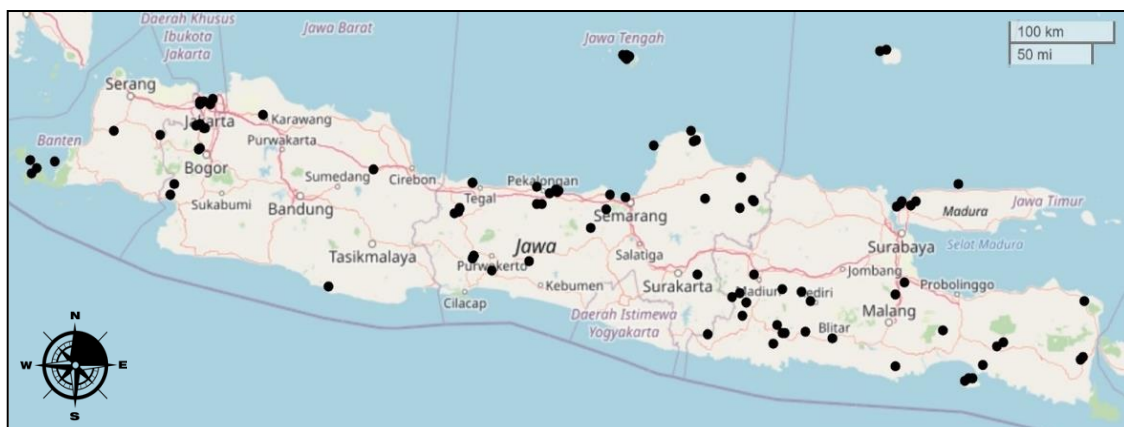 Daerah Khusus
Ibukota
Jakarta
Jawa Barat
Jawa Tengah
100 km
50 mi
Serang
Jakarta
Karawang
Banten
Purwakarta
Bogor
Sumedang
Cirebon
Sukabumi
Bandung
Tegal
Pekalongan
Semarang
Madura
Jawa Timur
Surabaya
Selat Madura
Tasikmalaya
Jawa
Salatiga
Purwokerto
Cilacap
Kebumen
Surakarta
Madiun
Kediri
Jombang
Probolinggo
Daerah Istimewa
Yogyakarta
Blitar
Malang
N
W
E
S